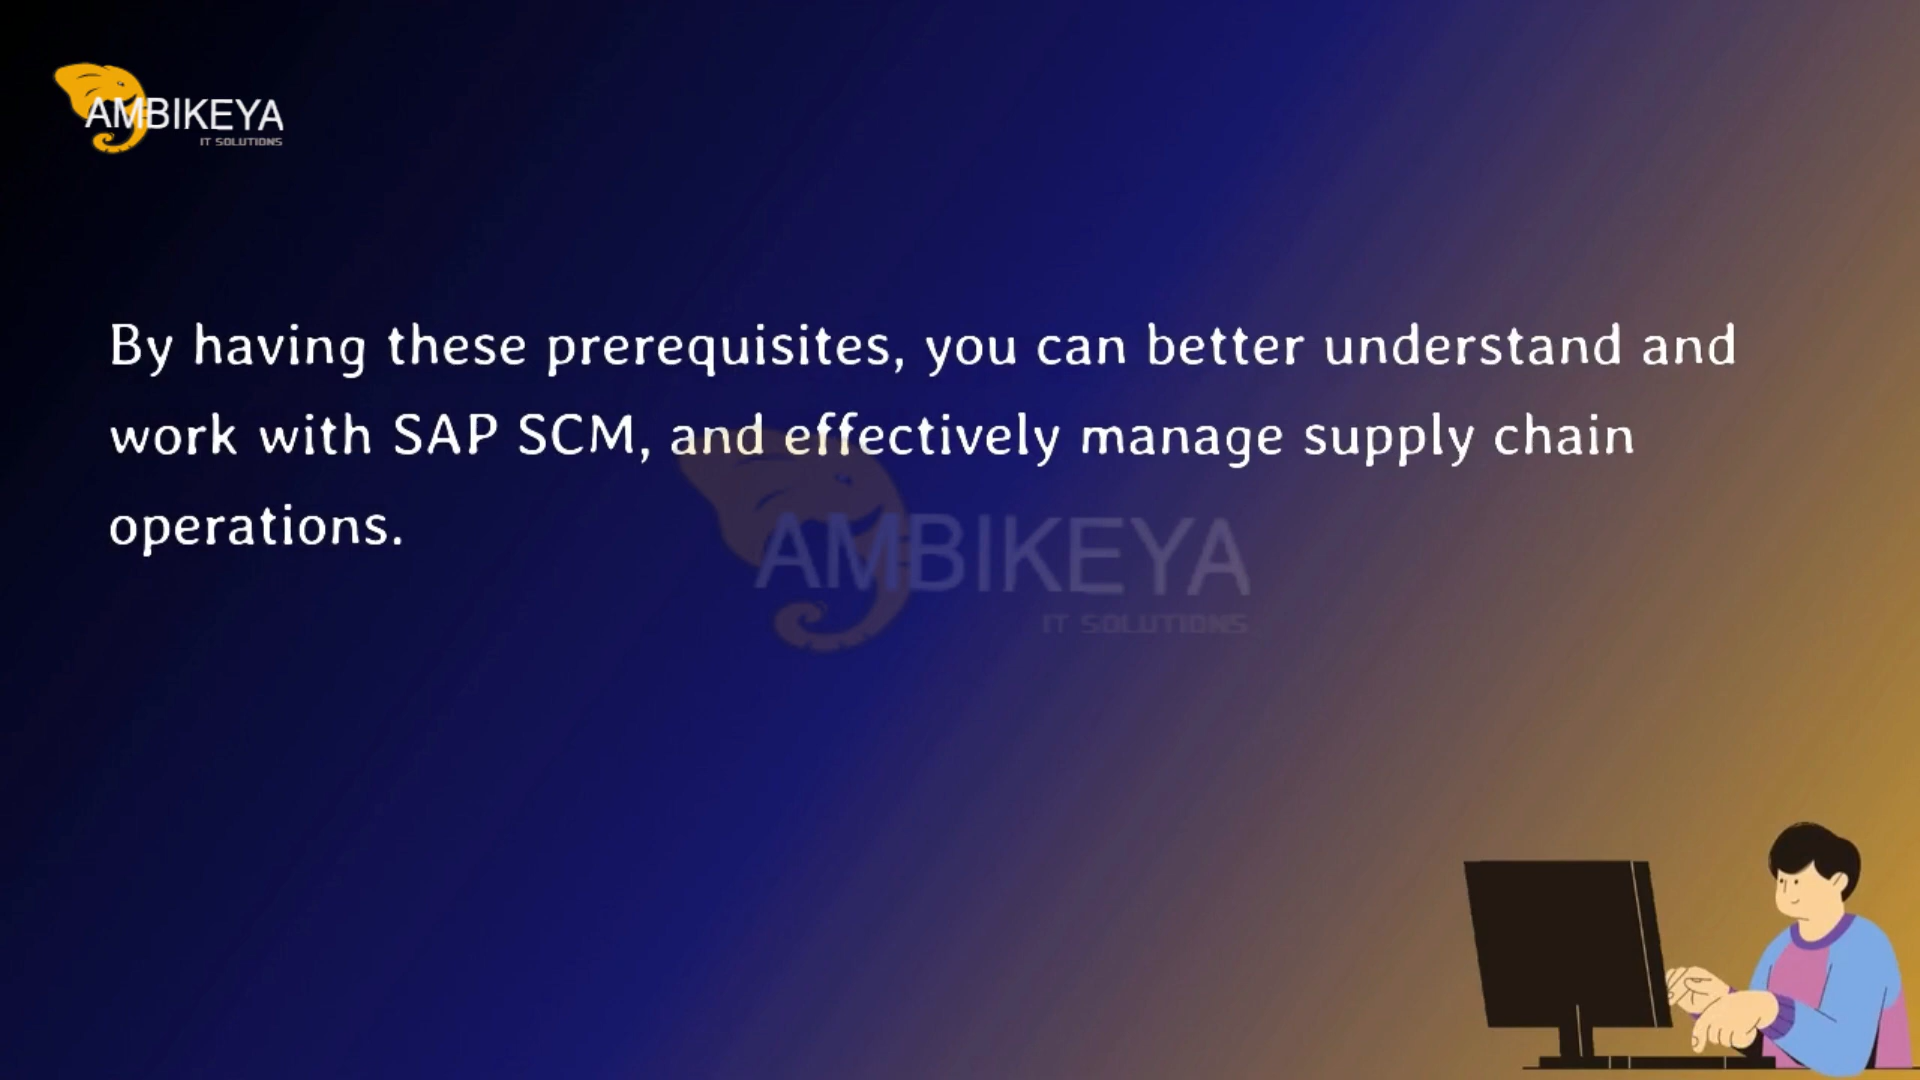 AMBIKEYA
IT SOLUTIONS
By having these prerequisites, you can better understand and
work with SAP SCM, and effectively manage supply chain
operations.
AMBIKEYA
IT SOLUTIONS